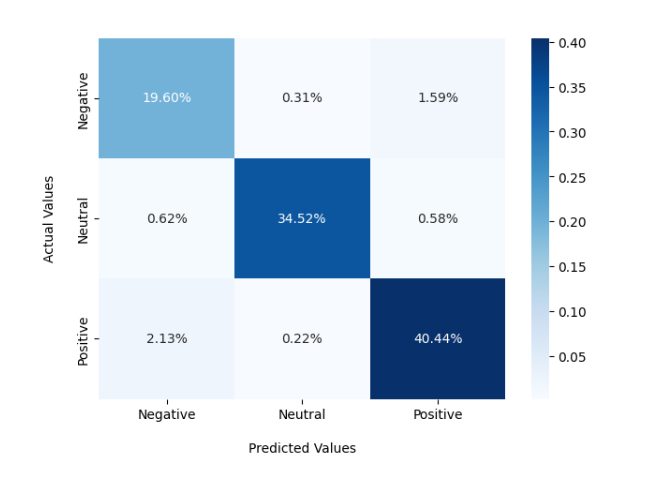 Actual Values
Negative
19.60%
0.31%
1.59%
Neutral
0.62%
34.52%
0.58%
Positive
2.13%
0.22%
40.44%
Negative
Neutral
Positive
Predicted Values
0.40
0.35
0.30
0.25
0.20
0.15
0.10
0.05